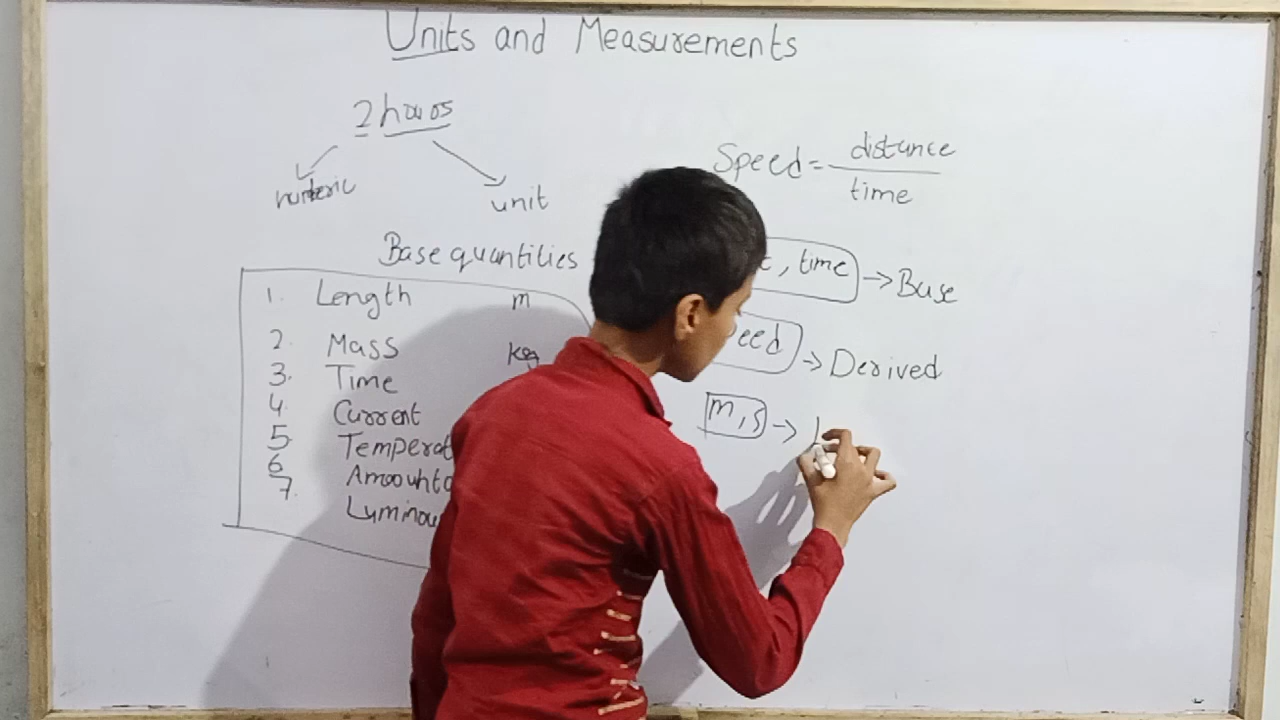 Units and Measurements
2 hours
numeric
unit
Speed = distance
time
Base quantities
1. Length m
2. Mass kg
3. Time
4. Current
5. Temperat
6 Amount
7. Luminou
, time → Base
eed → Derived
m, s →